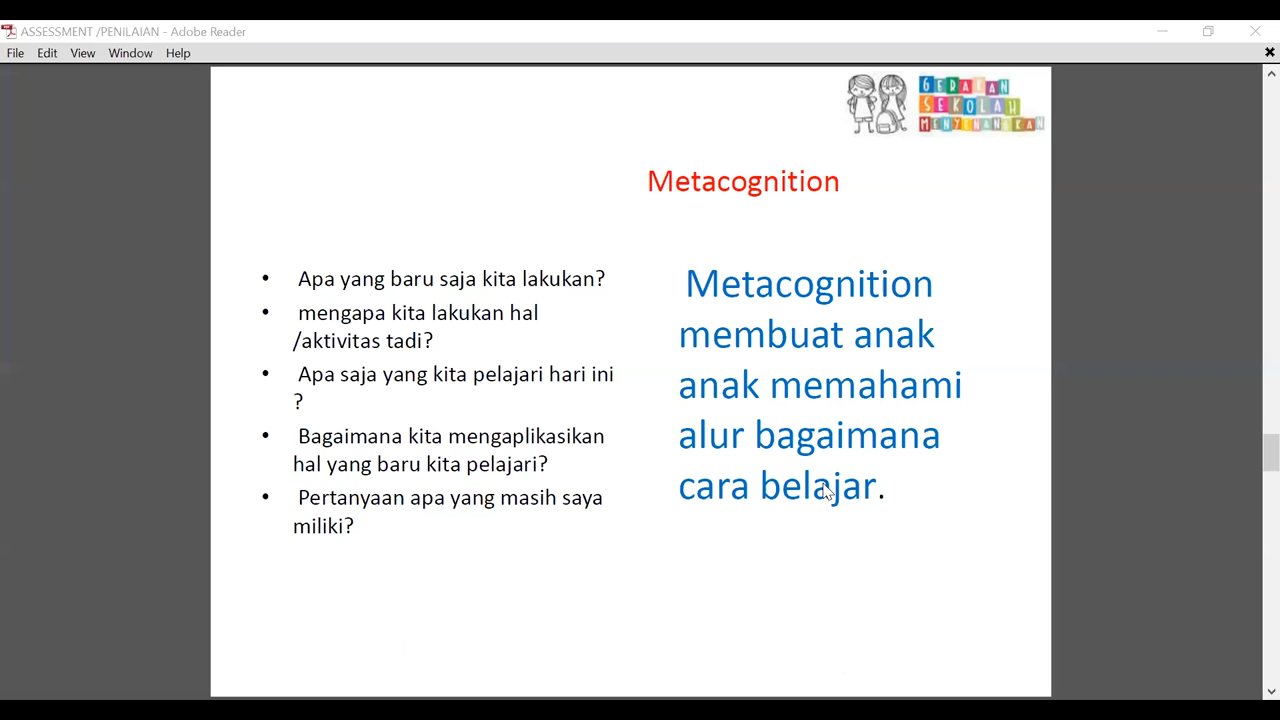 ASSESSMENT /PENILAIAN - Adobe Reader
File Edit View Window Help
GERAKAN
SEKOLAH
MENYENANGKAN
Metacognition
• Apa yang baru saja kita lakukan?
• mengapa kita lakukan hal
/aktivitas tadi?
• Apa saja yang kita pelajari hari ini
?
• Bagaimana kita mengaplikasikan
hal yang baru kita pelajari?
• Pertanyaan apa yang masih saya
miliki?
Metacognition
membuat anak
anak memahami
alur bagaimana
cara belajar.